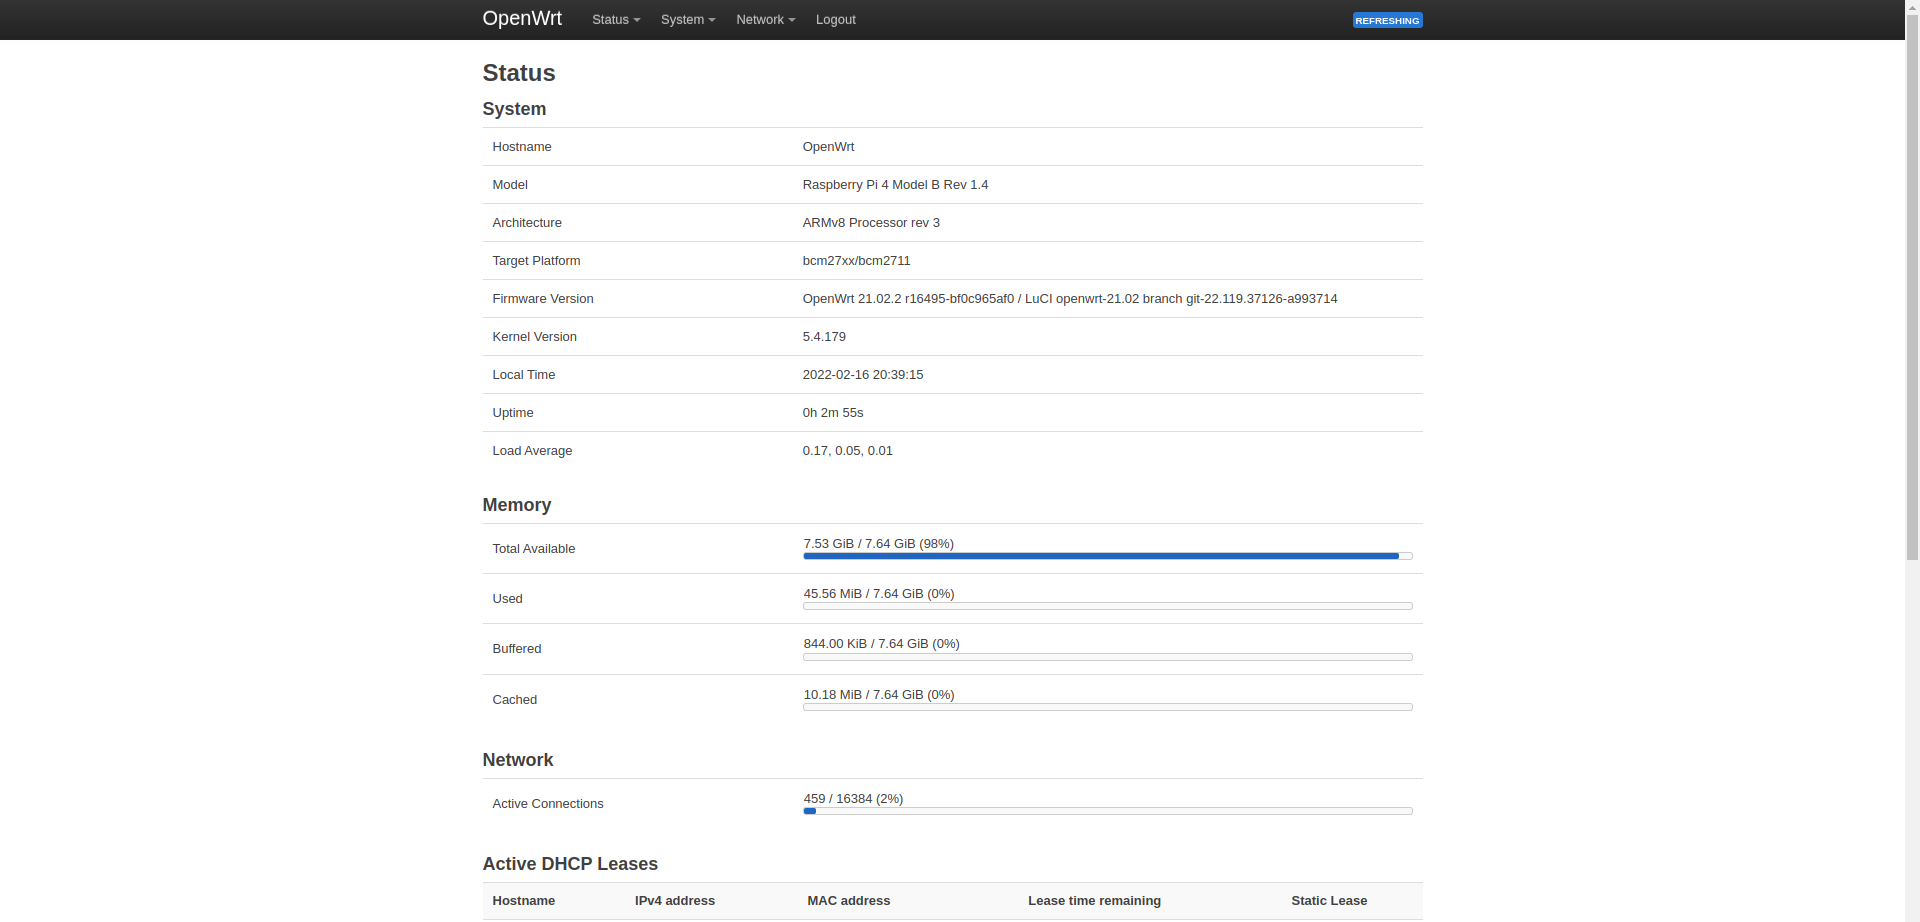 OpenWrt Status System Network Logout REFRESHING
Status
System
Hostname OpenWrt
Model Raspberry Pi 4 Model B Rev 1.4
Architecture ARMv8 Processor rev 3
Target Platform bcm27xx/bcm2711
Firmware Version OpenWrt 21.02.2 r16495-bf0c965af0 / LuCI openwrt-21.02 branch git-22.119.37126-a993714
Kernel Version 5.4.179
Local Time 2022-02-16 20:39:15
Uptime 0h 2m 55s
Load Average 0.17, 0.05, 0.01
Memory
Total Available 7.53 GiB / 7.64 GiB (98%)
Used 45.56 MiB / 7.64 GiB (0%)
Buffered 844.00 KiB / 7.64 GiB (0%)
Cached 10.18 MiB / 7.64 GiB (0%)
Network
Active Connections 459 / 16384 (2%)
Active DHCP Leases
Hostname IPv4 address MAC address Lease time remaining Static Lease